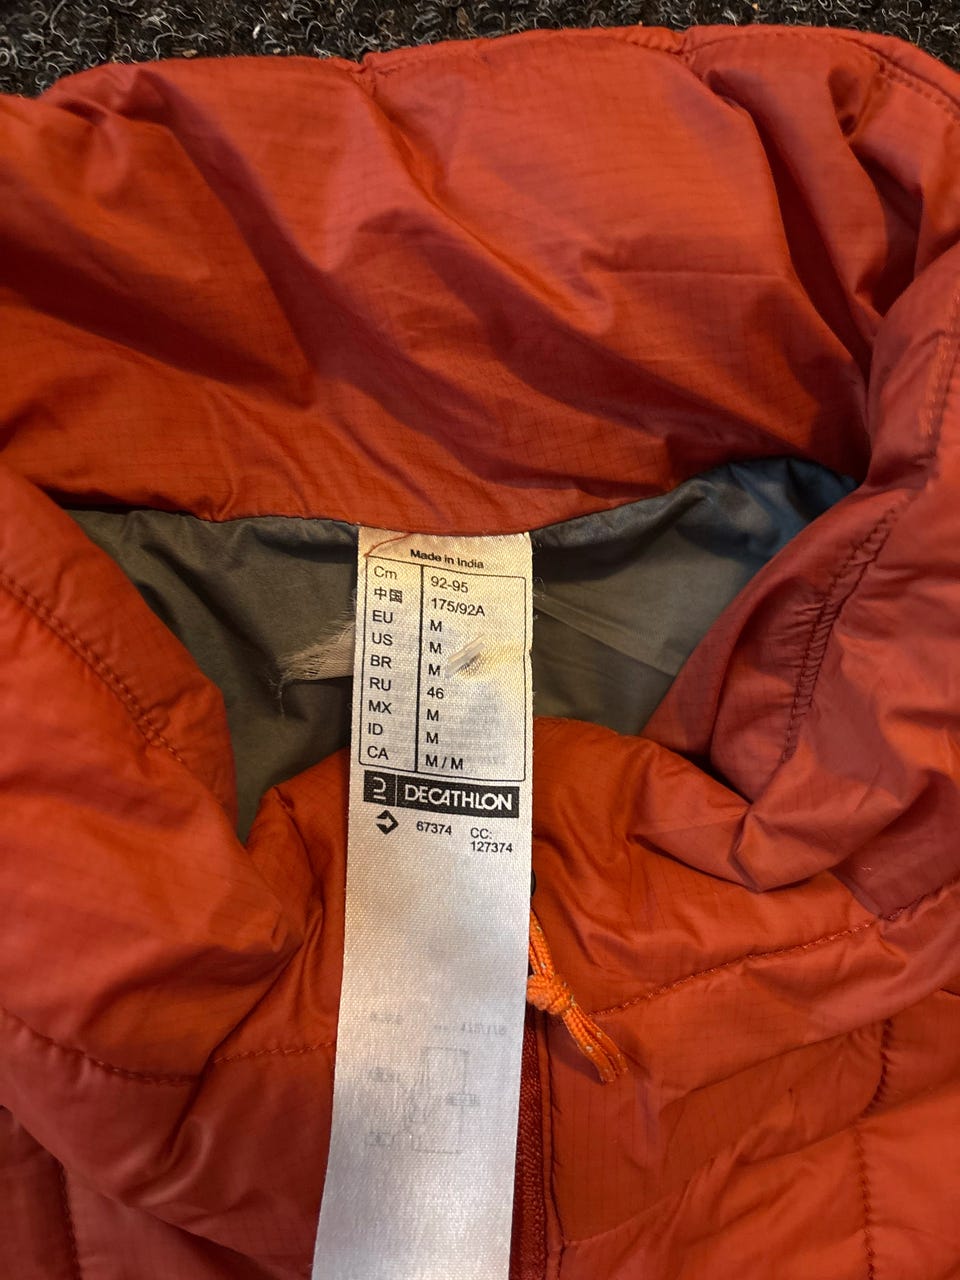 Made in India
Cm 92-95
中国 175/92A
EU M
US M
BR M
RU 46
MX M
ID M
CA M / M
DECATHLON
67374 CC:
127374